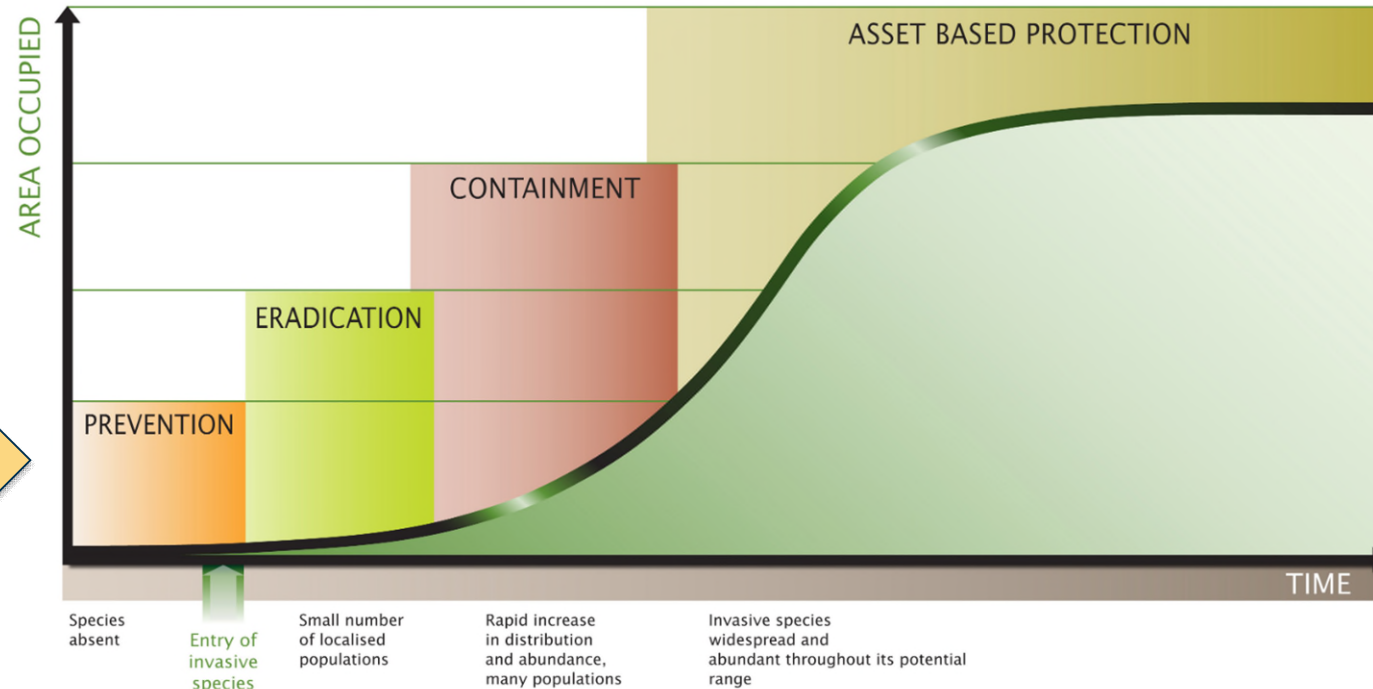 AREA OCCUPIED
ASSET BASED PROTECTION
CONTAINMENT
ERADICATION
PREVENTION
TIME
Species
absent
Entry of
invasive
species
Small number
of localised
populations
Rapid increase
in distribution
and abundance,
many populations
Invasive species
widespread and
abundant throughout its potential
range